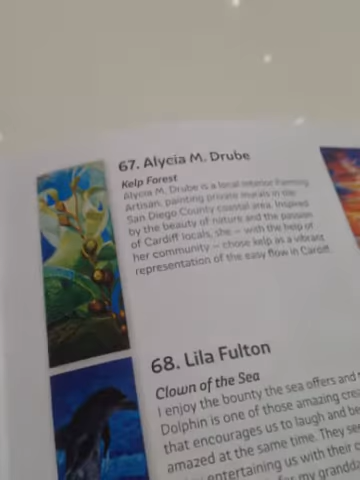 67. Alycia M. Drube
Kelp Forest
Alycia M. Drube is a local Interior
Artisan, painting private murals in the
San Diego County coastal area. Inspired
by the beauty of nature and the passion
of Cardiff locals, she – with the help of
her community – chose kelp as a vibrant
representation of the easy flow in Cardiff.
68. Lila Fulton
Clown of the Sea
I enjoy the bounty the sea offers and
Dolphin is one of those amazing
that encourages us to laugh and
amazed at the same time. They
entertaining us with their
for my